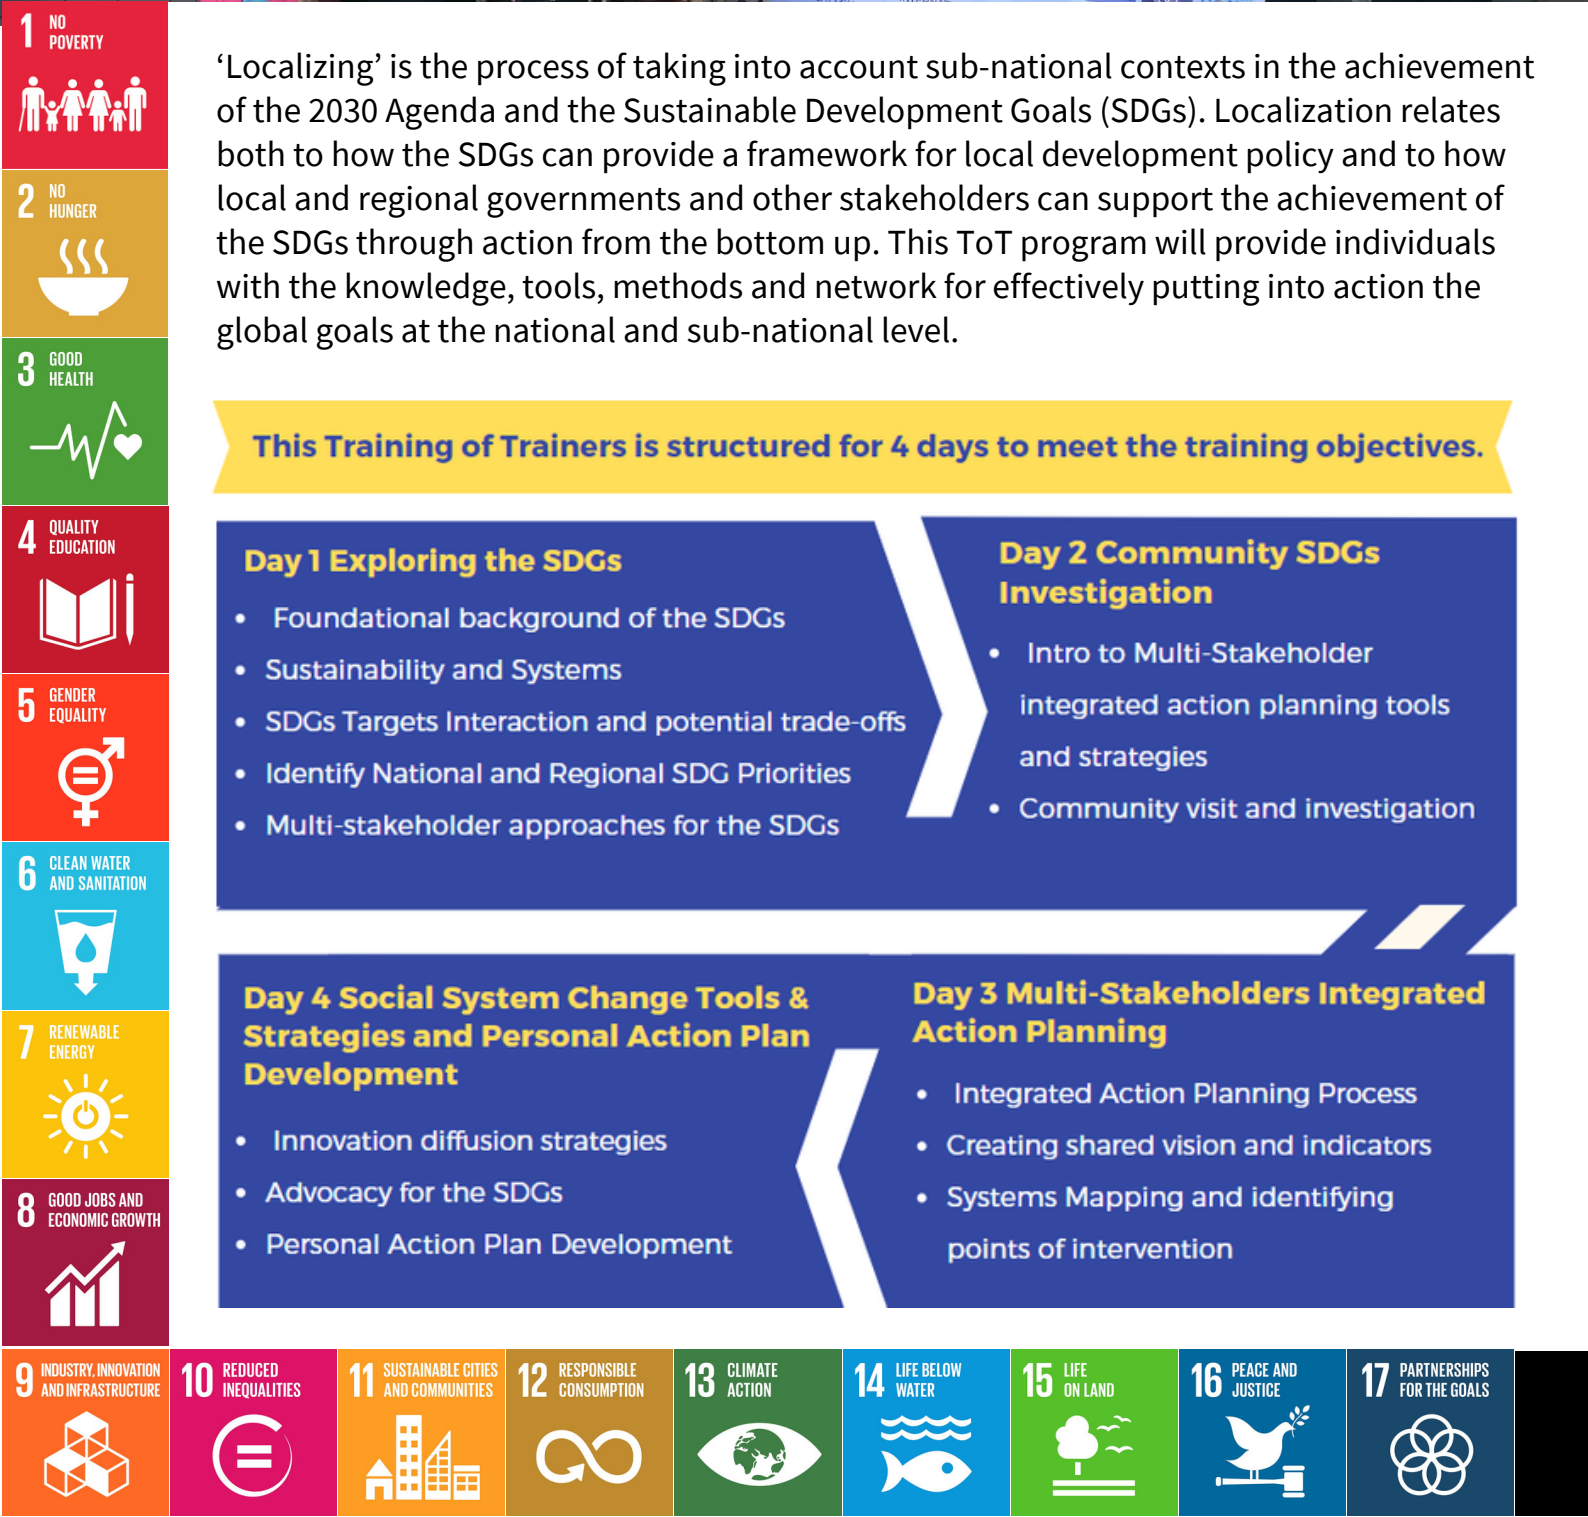 ‘Localizing’ is the process of taking into account sub-national contexts in the achievement
of the 2030 Agenda and the Sustainable Development Goals (SDGs). Localization relates
both to how the SDGs can provide a framework for local development policy and to how
local and regional governments and other stakeholders can support the achievement of
the SDGs through action from the bottom up. This ToT program will provide individuals
with the knowledge, tools, methods and network for effectively putting into action the
global goals at the national and sub-national level.
This Training of Trainers is structured for 4 days to meet the training objectives.
Day 1 Exploring the SDGs
• Foundational background of the SDGs
• Sustainability and Systems
• SDGs Targets Interaction and potential trade-offs
• Identify National and Regional SDG Priorities
• Multi-stakeholder approaches for the SDGs
Day 2 Community SDGs
Investigation
• Intro to Multi-Stakeholder
integrated action planning tools
and strategies
• Community visit and investigation
Day 3 Multi-Stakeholders Integrated
Action Planning
• Integrated Action Planning Process
• Creating shared vision and indicators
• Systems Mapping and identifying
points of intervention
Day 4 Social System Change Tools &
Strategies and Personal Action Plan
Development
• Innovation diffusion strategies
• Advocacy for the SDGs
• Personal Action Plan Development
1 NO
POVERTY
2 NO
HUNGER
3 GOOD
HEALTH
4 QUALITY
EDUCATION
5 GENDER
EQUALITY
6 CLEAN WATER
AND SANITATION
7 RENEWABLE
ENERGY
8 GOOD JOBS AND
ECONOMIC GROWTH
9 INDUSTRY, INNOVATION
AND INFRASTRUCTURE
10 REDUCED
INEQUALITIES
11 SUSTAINABLE CITIES
AND COMMUNITIES
12 RESPONSIBLE
CONSUMPTION
13 CLIMATE
ACTION
14 LIFE BELOW
WATER
15 LIFE
ON LAND
16 PEACE AND
JUSTICE
17 PARTNERSHIPS
FOR THE GOALS